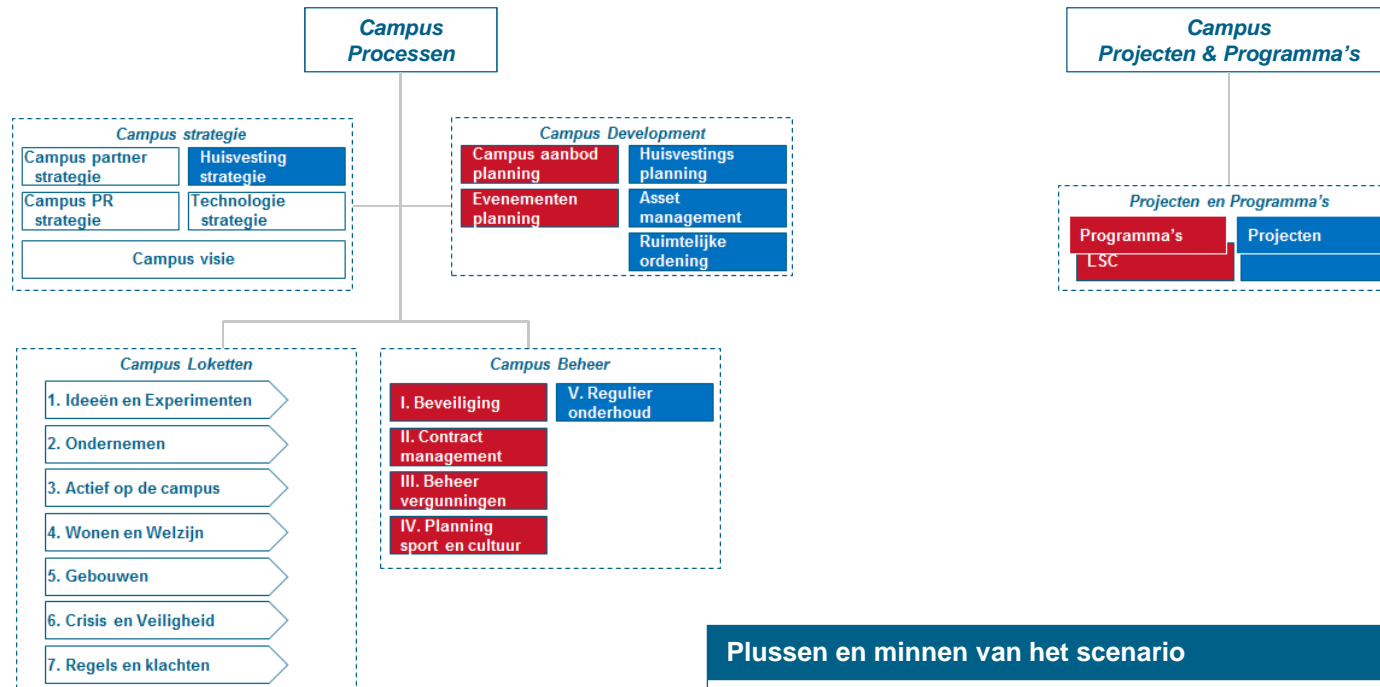 Campus
Processen
Campus
Projecten & Programma's
Campus strategie
Campus partner
strategie
Huisvesting
strategie
Campus PR
strategie
Technologie
strategie
Campus visie
Campus Development
Campus aanbod
planning
Huisvestings
planning
Evenementen
planning
Asset
management
Ruimtelijke
ordening
Projecten en Programma's
Programma's
Projecten
LSC
Campus Loketten
1. Ideeën en Experimenten
2. Ondernemen
3. Actief op de campus
4. Wonen en Welzijn
5. Gebouwen
6. Crisis en Veiligheid
7. Regels en klachten
Campus Beheer
I. Beveiliging
V. Regulier
onderhoud
II. Contract
management
III. Beheer
vergunningen
IV. Planning
sport en cultuur
Plussen en minnen van het scenario